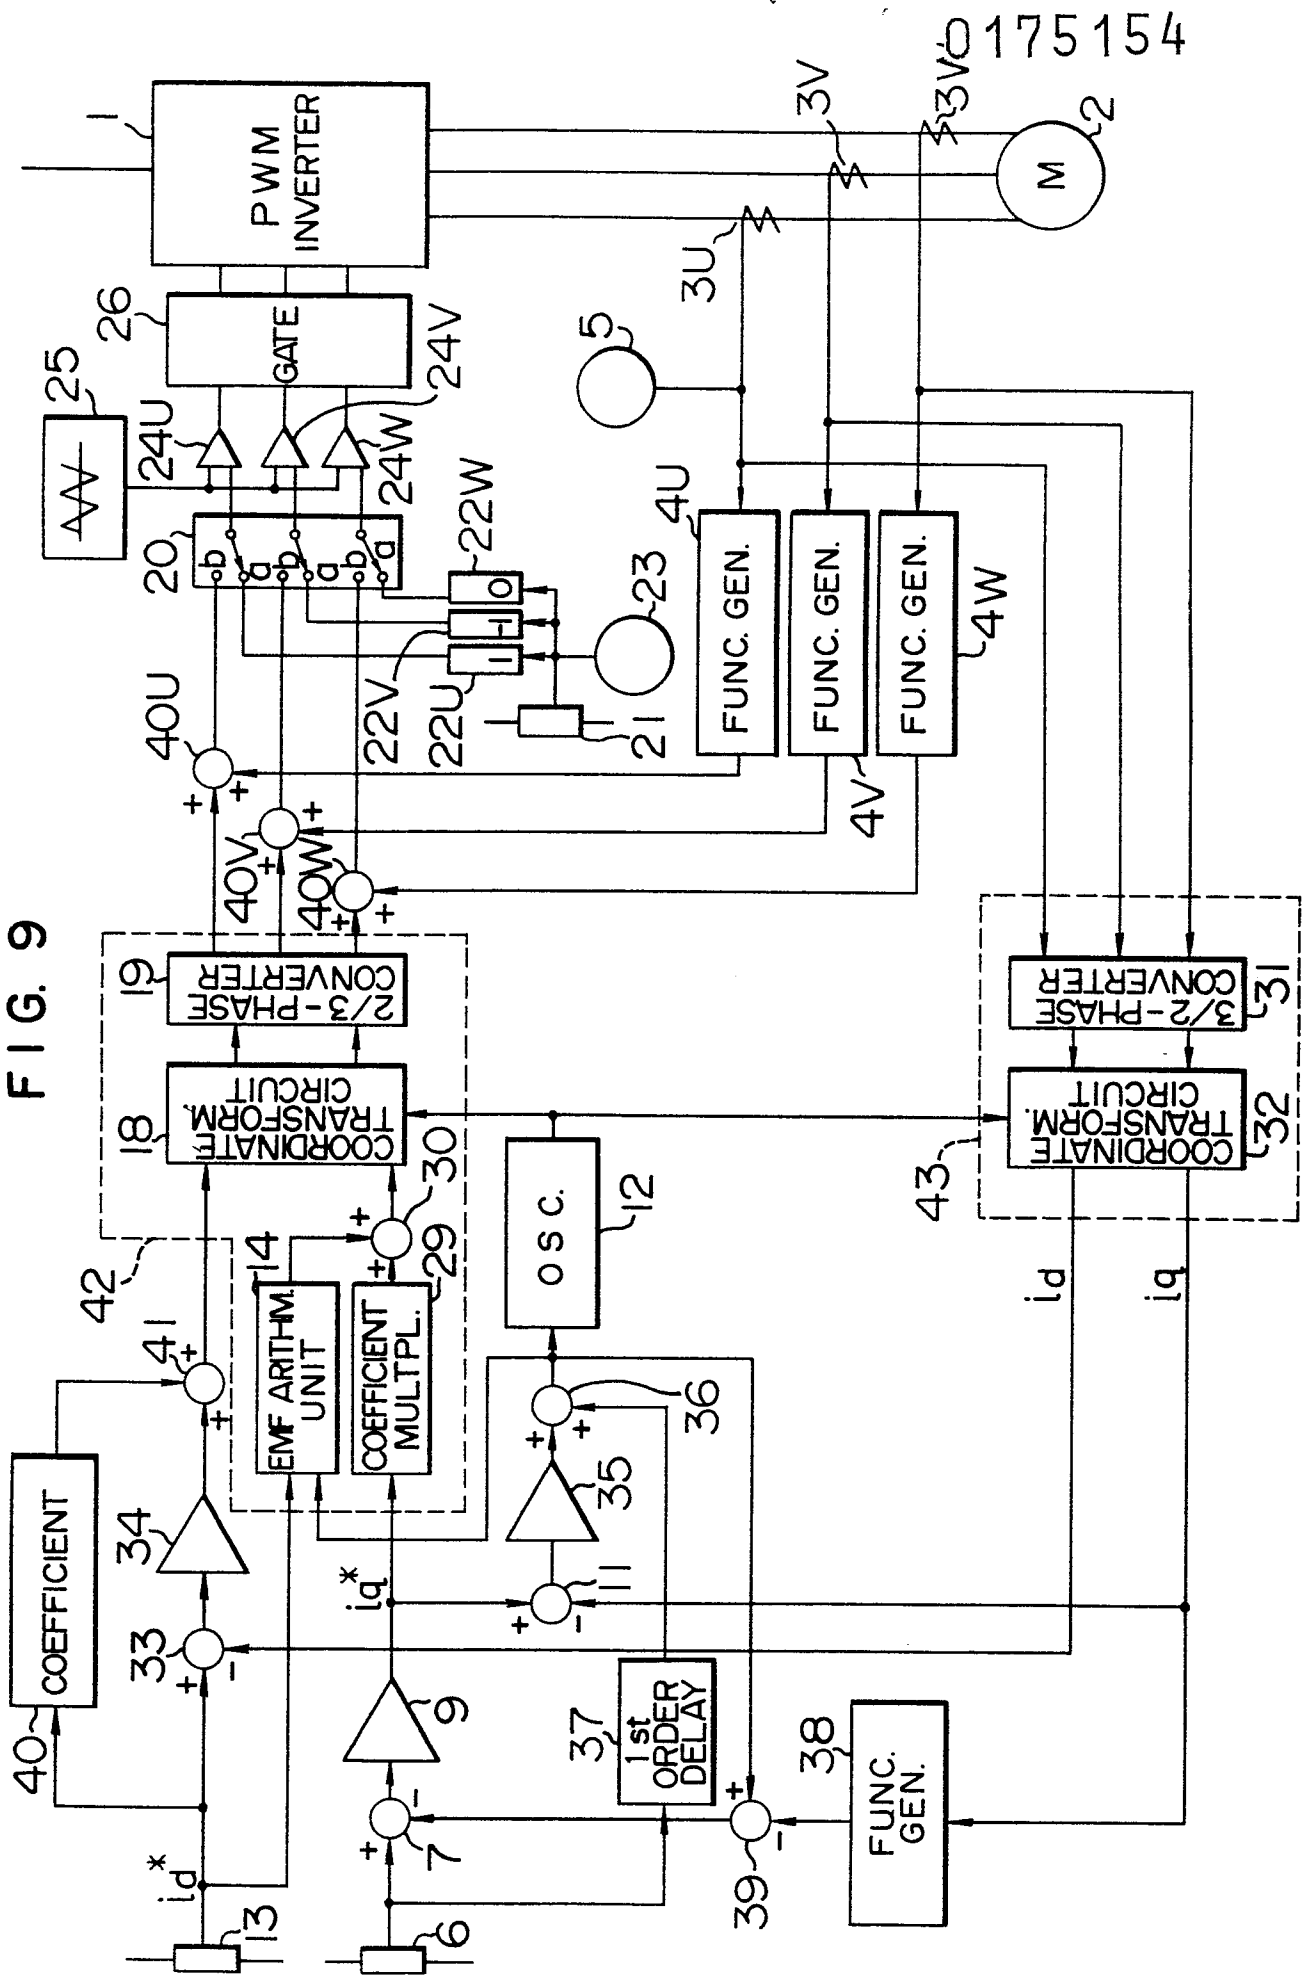 0175154
FIG. 9
1
PWM
INVERTER
26
GATE
25
24U
24V
24W
20
b
a
b
a
b
a
22W
22V
22U
0
-1
1
23
21
3U
3V
3W
2
M
5
4U
FUNC. GEN.
FUNC. GEN.
4V
FUNC. GEN.
4W
40U
+
+
40V
+
+
40W
+
+
19
2/3-PHASE
CONVERTER
18
COORDINATE
TRANSFORM.
CIRCUIT
42
30
+
+
14
EMF ARITHM.
UNIT
29
COEFFICIENT
MULTPL.
41
+
+
40
COEFFICIENT
34
33
+
-
id*
13
iq*
9
7
+
-
6
12
OSC.
36
+
+
35
11
+
-
37
1st
ORDER
DELAY
39
+
-
38
FUNC.
GEN.
43
31
3/2-PHASE
CONVERTER
32
COORDINATE
TRANSFORM.
CIRCUIT
id
iq